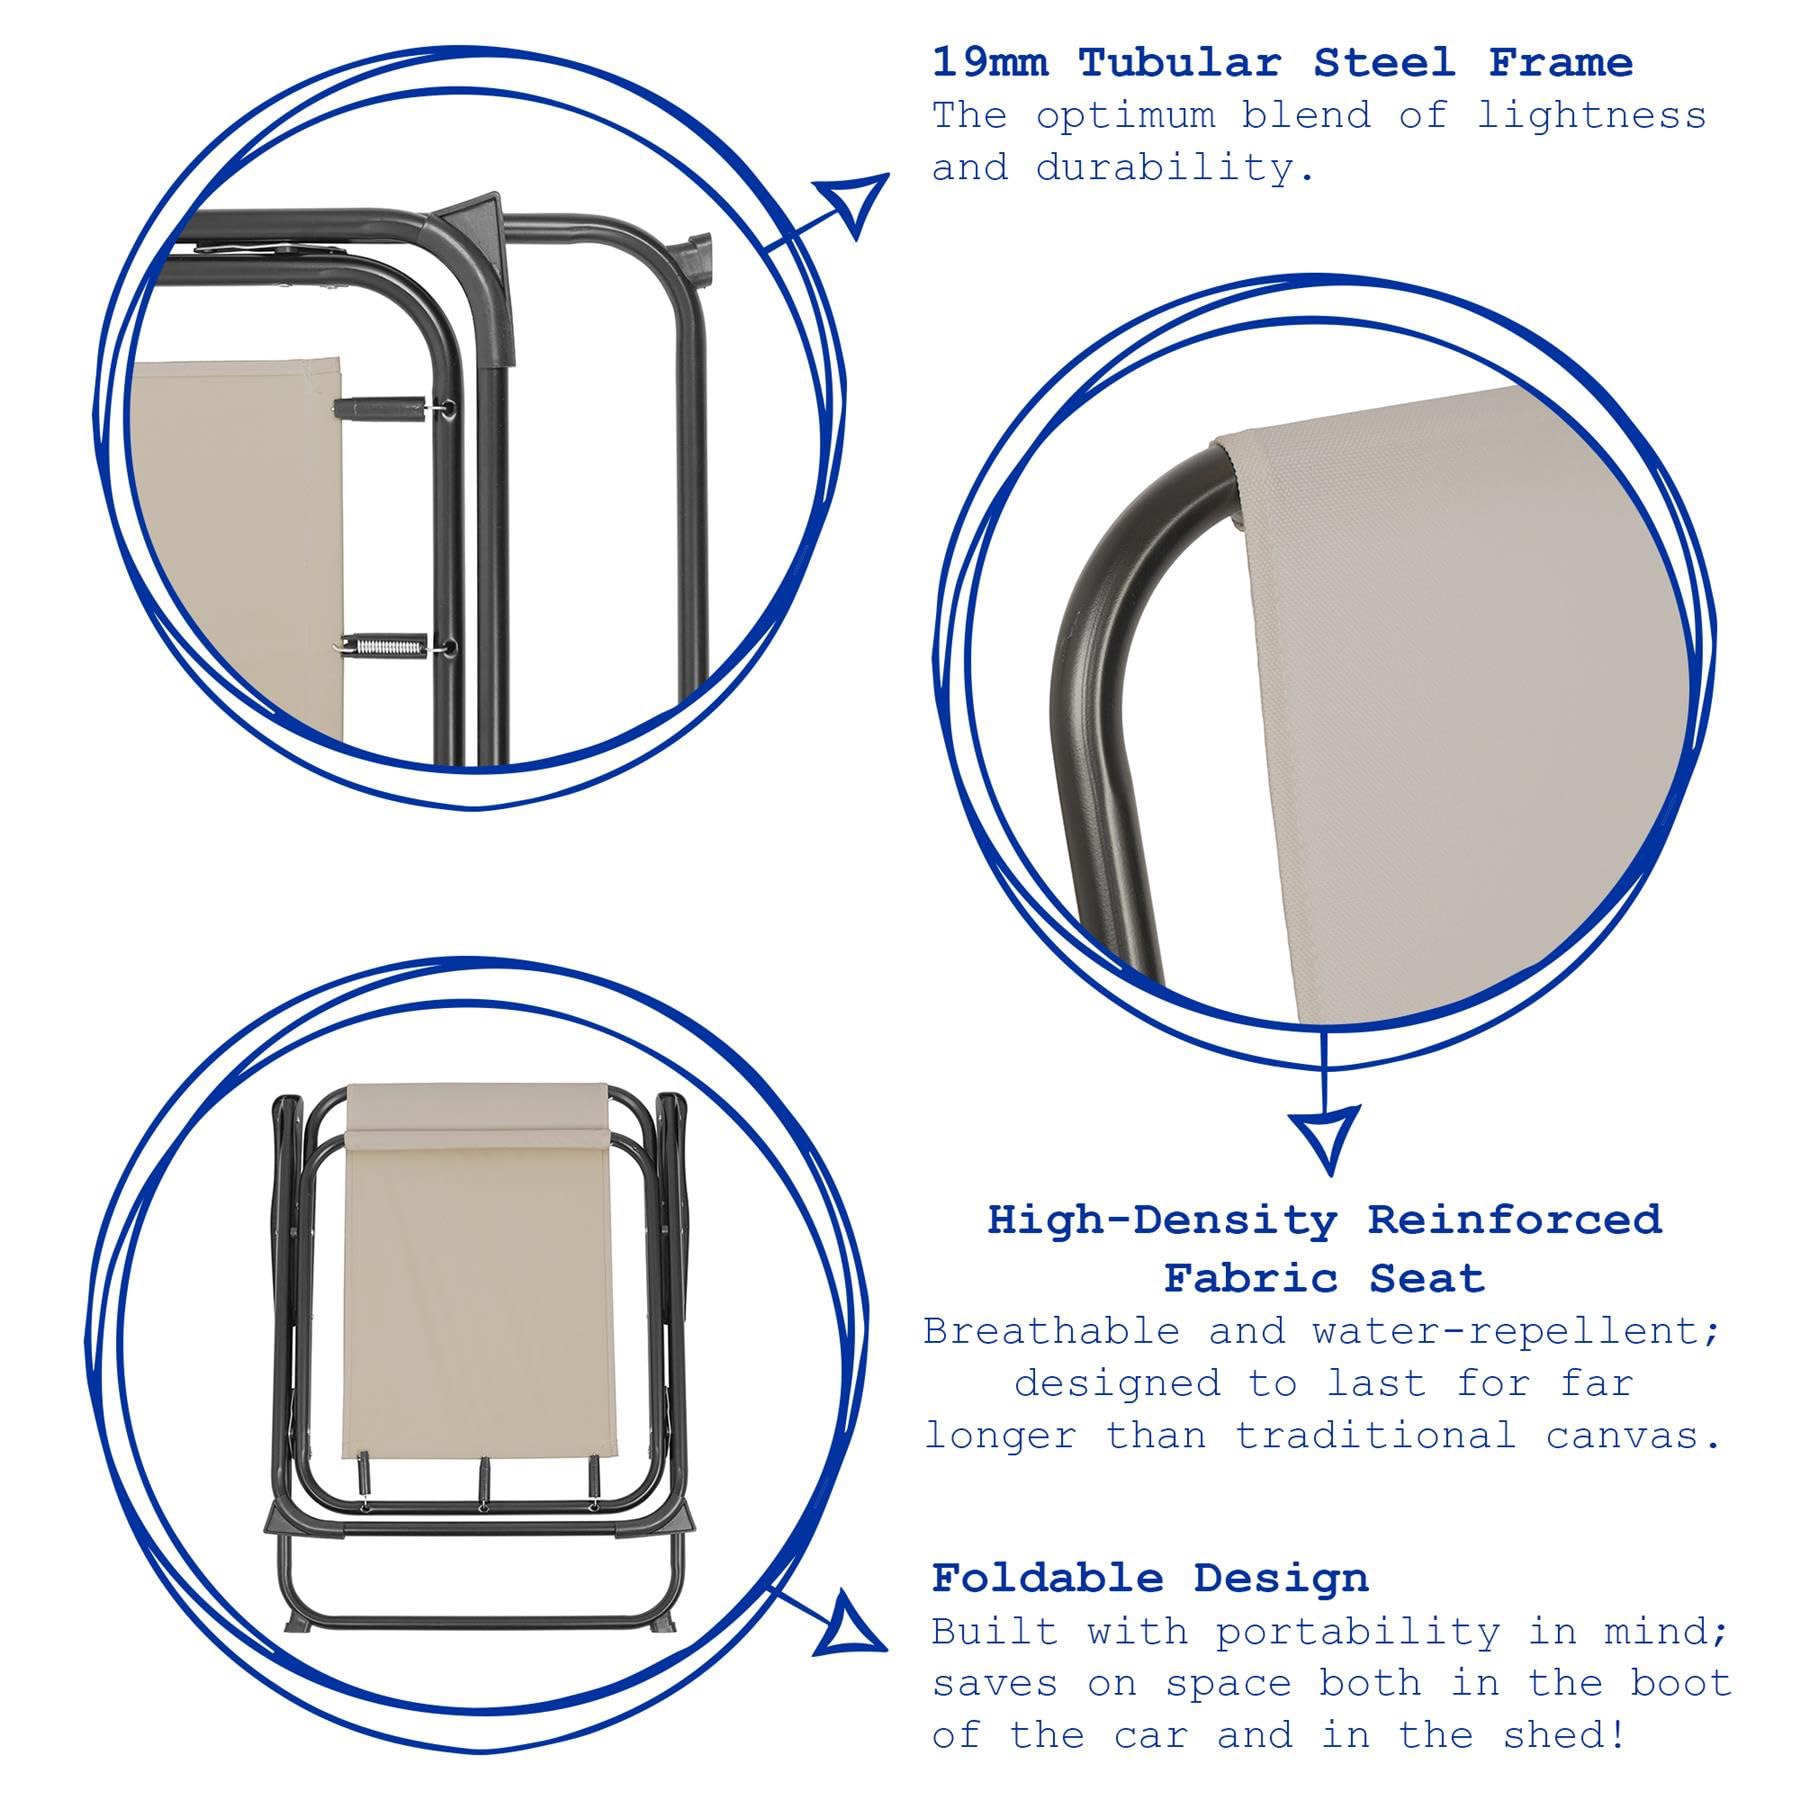 19mm Tubular Steel Frame
The optimum blend of lightness
and durability.
High-Density Reinforced
Fabric Seat
Breathable and water-repellent;
designed to last for far
longer than traditional canvas.
Foldable Design
Built with portability in mind;
saves on space both in the boot
of the car and in the shed!